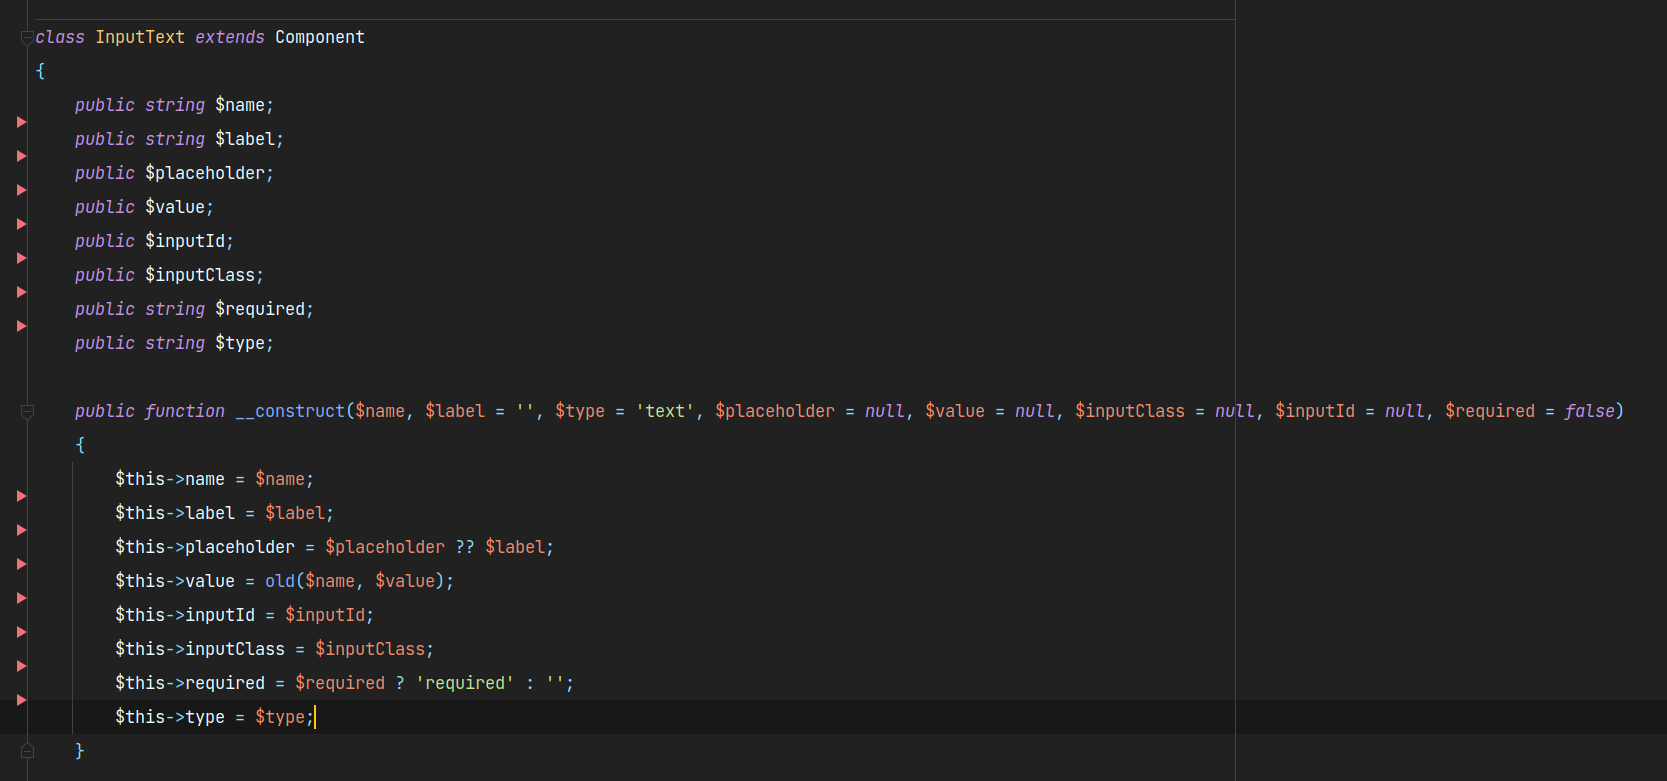 class InputText extends Component
{
    public string $name;
    public string $label;
    public $placeholder;
    public $value;
    public $inputId;
    public $inputClass;
    public string $required;
    public string $type;

    public function __construct($name, $label = '', $type = 'text', $placeholder = null, $value = null, $inputClass = null, $inputId = null, $required = false)
    {
        $this->name = $name;
        $this->label = $label;
        $this->placeholder = $placeholder ?? $label;
        $this->value = old($name, $value);
        $this->inputId = $inputId;
        $this->inputClass = $inputClass;
        $this->required = $required ? 'required' : '';
        $this->type = $type;
    }